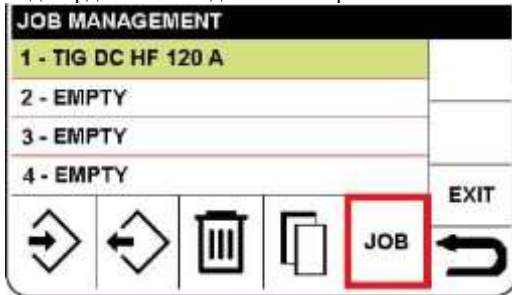 JOB MANAGEMENT
1 - TIG DC HF 120 A
2 - EMPTY
3 - EMPTY
4 - EMPTY
EXIT
JOB